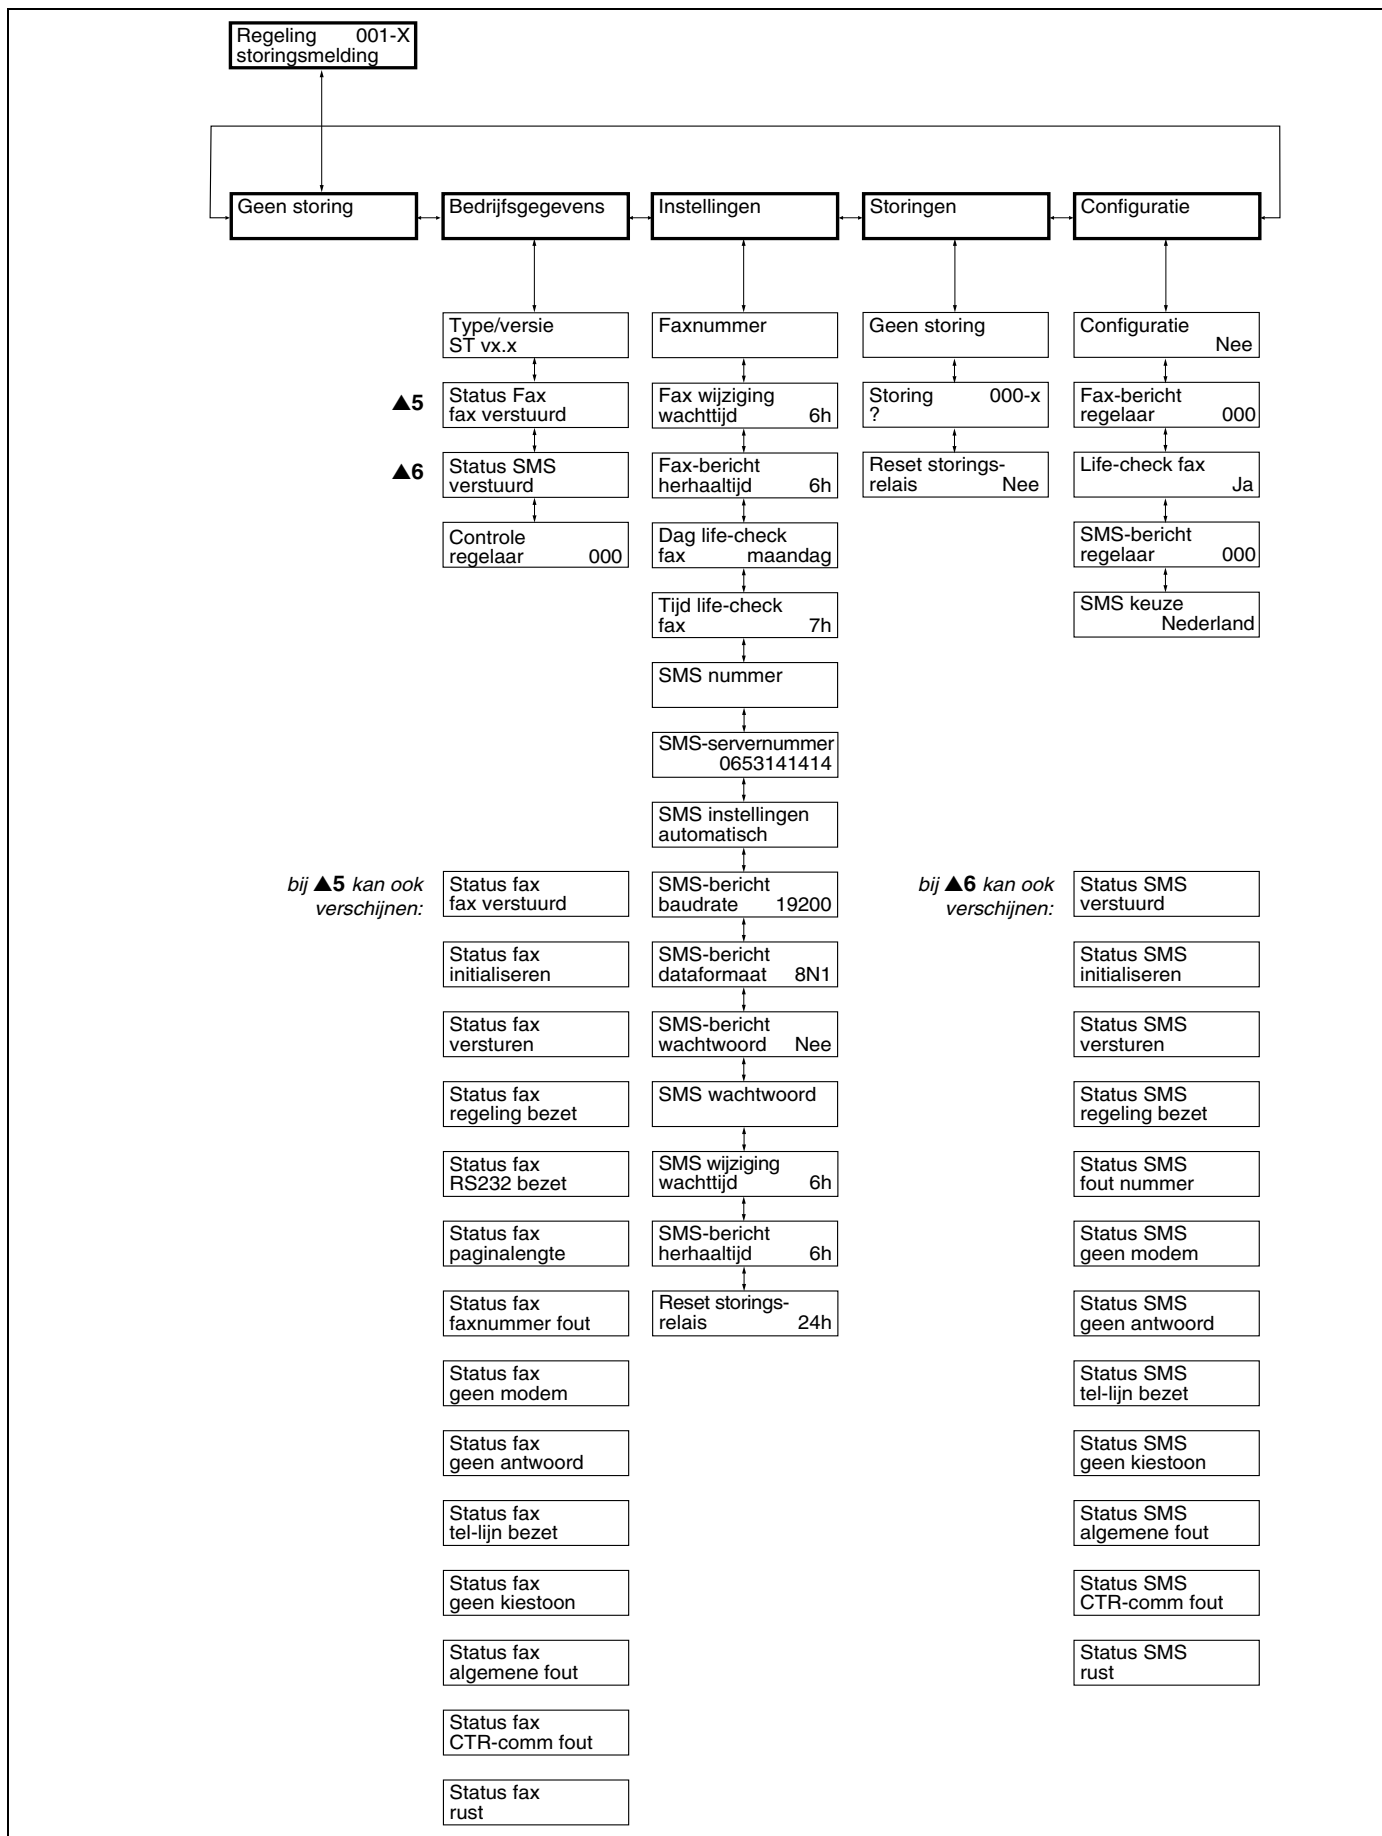 Regeling 001-X
storingsmelding
Geen storing
Bedrijfsgegevens
Instellingen
Storingen
Configuratie
Type/versie
ST vx.x
▲5
Status Fax
fax verstuurd
▲6
Status SMS
verstuurd
Controle
regelaar 000
Faxnummer
Fax wijziging
wachttijd 6h
Fax-bericht
herhaaltijd 6h
Dag life-check
fax maandag
Tijd life-check
fax 7h
SMS nummer
SMS-servernummer
0653141414
SMS instellingen
automatisch
SMS-bericht
baudrate 19200
SMS-bericht
dataformaat 8N1
SMS-bericht
wachtwoord Nee
SMS wachtwoord
SMS wijziging
wachttijd 6h
SMS-bericht
herhaaltijd 6h
Reset storings-
relais 24h
Geen storing
Storing 000-x
?
Reset storings-
relais Nee
Configuratie
Nee
Fax-bericht
regelaar 000
Life-check fax
Ja
SMS-bericht
regelaar 000
SMS keuze
Nederland
bij ▲5 kan ook
verschijnen:
Status fax
fax verstuurd
Status fax
initialiseren
Status fax
versturen
Status fax
regeling bezet
Status fax
RS232 bezet
Status fax
paginalengte
Status fax
faxnummer fout
Status fax
geen modem
Status fax
geen antwoord
Status fax
tel-lijn bezet
Status fax
geen kiestoon
Status fax
algemene fout
Status fax
CTR-comm fout
Status fax
rust
bij ▲6 kan ook
verschijnen:
Status SMS
verstuurd
Status SMS
initialiseren
Status SMS
versturen
Status SMS
regeling bezet
Status SMS
fout nummer
Status SMS
geen modem
Status SMS
geen antwoord
Status SMS
tel-lijn bezet
Status SMS
geen kiestoon
Status SMS
algemene fout
Status SMS
CTR-comm fout
Status SMS
rust